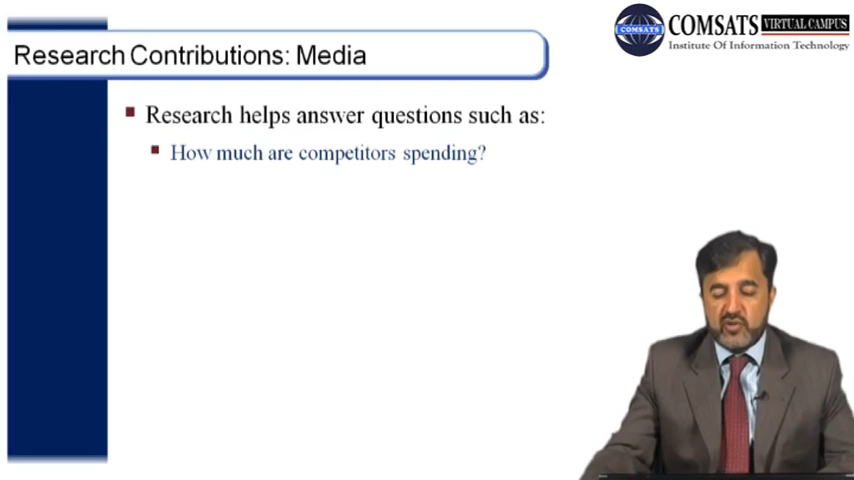 COMSATS VIRTUAL CAMPUS
COMSATS
Institute Of Information Technology
Research Contributions: Media
Research helps answer questions such as:
How much are competitors spending?